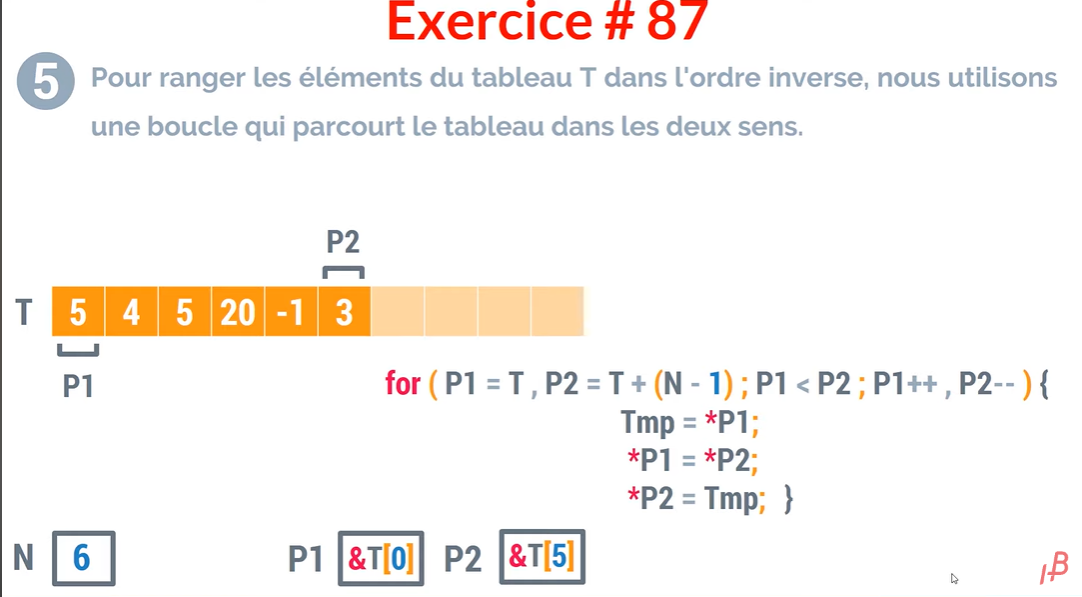 Exercice # 87
5 Pour ranger les éléments du tableau T dans l'ordre inverse, nous utilisons
une boucle qui parcourt le tableau dans les deux sens.
P2
T 5 4 5 20 -1 3
P1
for ( P1 = T , P2 = T + (N - 1) ; P1 < P2 ; P1++ , P2-- ) {
Tmp = *P1;
*P1 = *P2;
*P2 = Tmp; }
N 6 P1 &T[0] P2 &T[5]